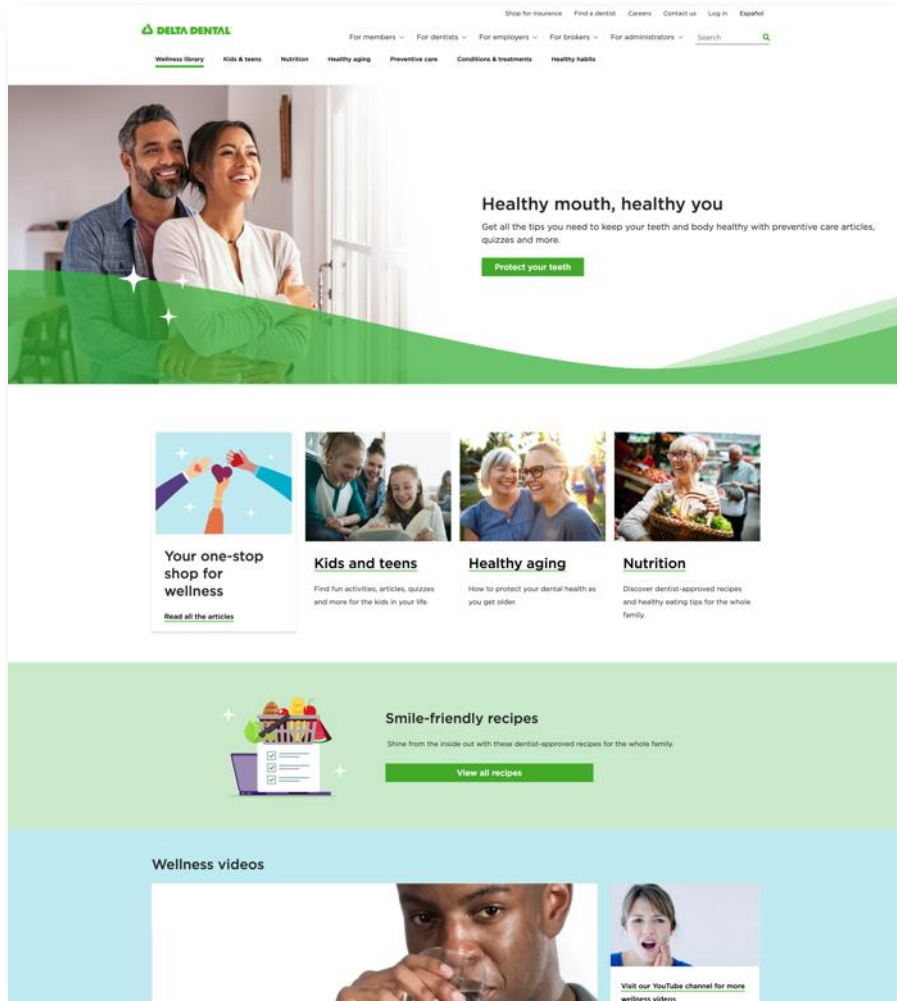 Shop for Insurance Find a dentist Careers Contact us Log in Español
DELTA DENTAL
For members For dentists For employers For brokers For administrators Search
Wellness library Kids & teens Nutrition Healthy aging Preventive care Conditions & treatments Healthy habits
Healthy mouth, healthy you
Get all the tips you need to keep your teeth and body healthy with preventive care articles,
quizzes and more.
Protect your teeth
Your one-stop
shop for
wellness
Read all the articles
Kids and teens
Find fun activities, articles, quizzes
and more for the kids in your life.
Healthy aging
How to protect your dental health as
you get older.
Nutrition
Discover dentist-approved recipes
and healthy eating tips for the whole
family.
Smile-friendly recipes
Shine from the inside out with these dentist-approved recipes for the whole family.
View all recipes
Wellness videos
Visit our YouTube channel for more
wellness videos